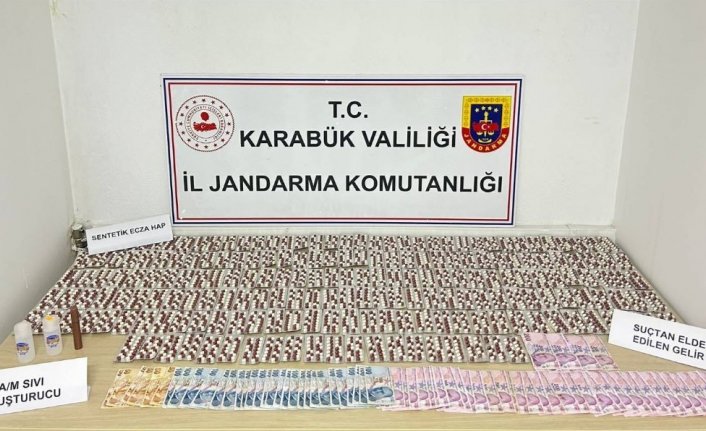 T.C.
KARABÜK VALİLİĞİ
İL JANDARMA KOMUTANLIĞI
JANDARMA
SENTETİK ECZA HAP
SUÇTAN ELDE
EDİLEN GELİR
A/M SIVI
UŞTURUCU